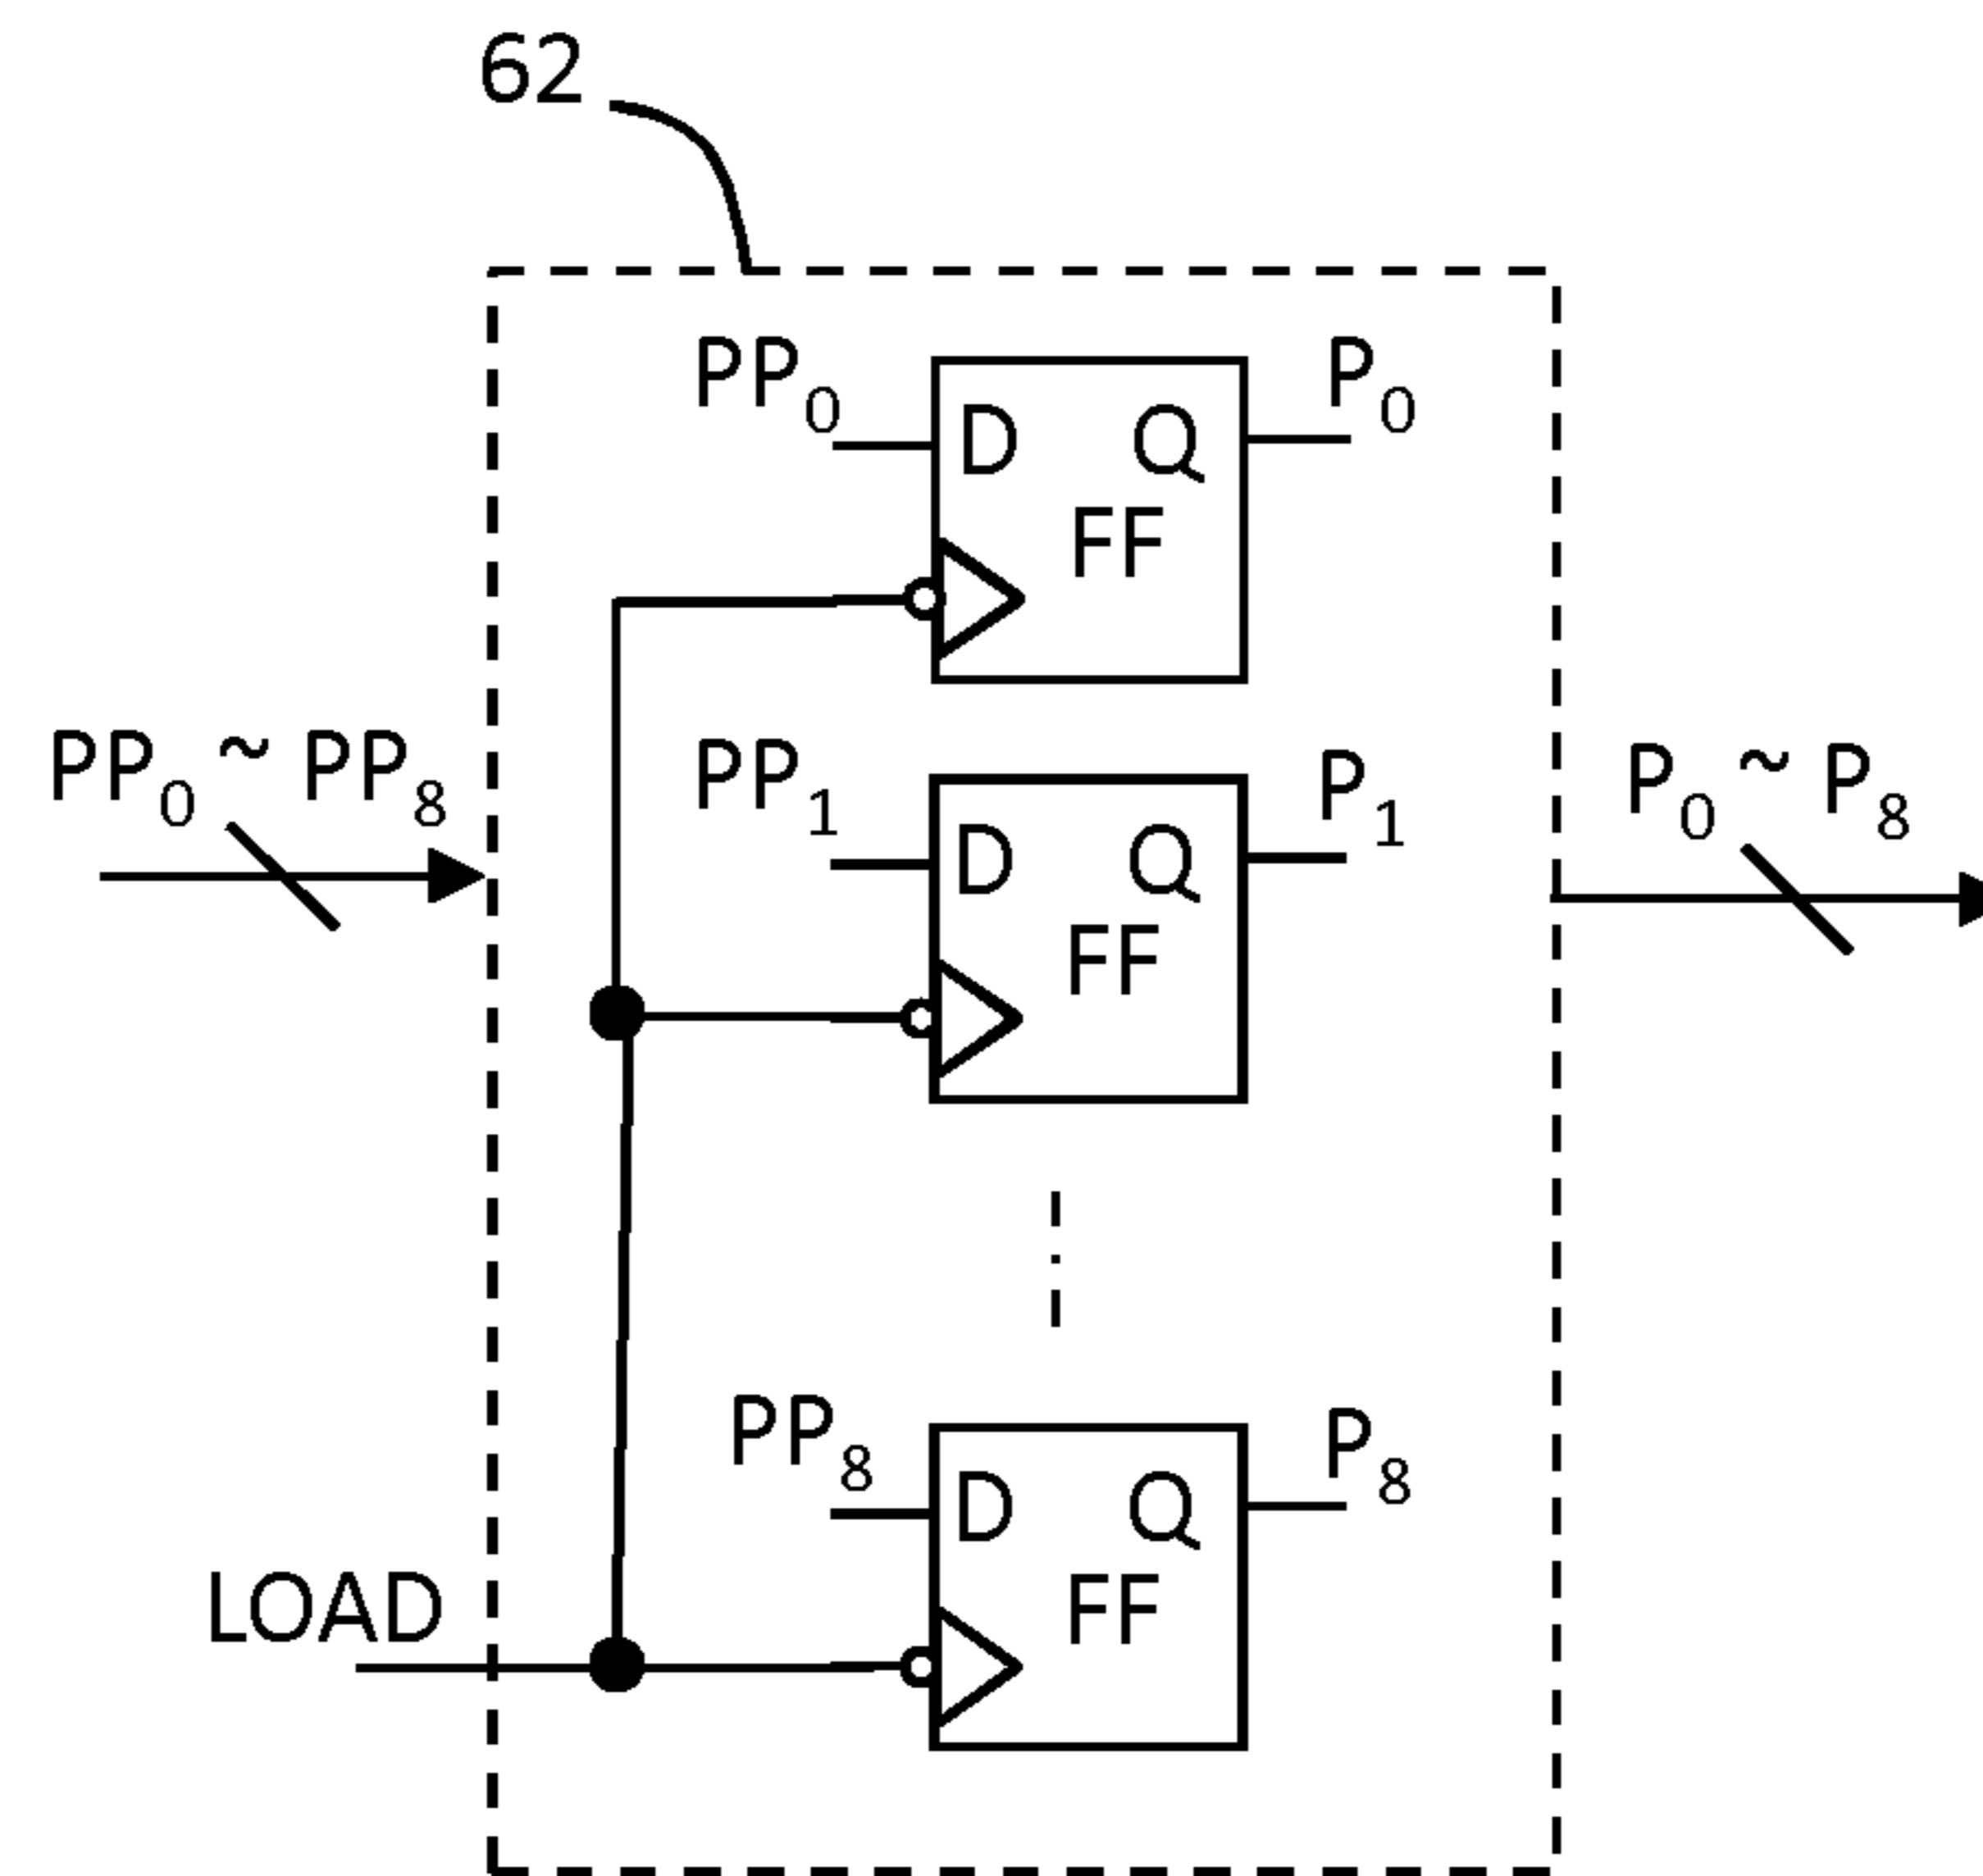 62
PP₀ P₀
D Q
FF
PP₀ ~ PP₈
PP₁ P₁
P₀ ~ P₈
D Q
FF
PP₈ P₈
D Q
FF
LOAD